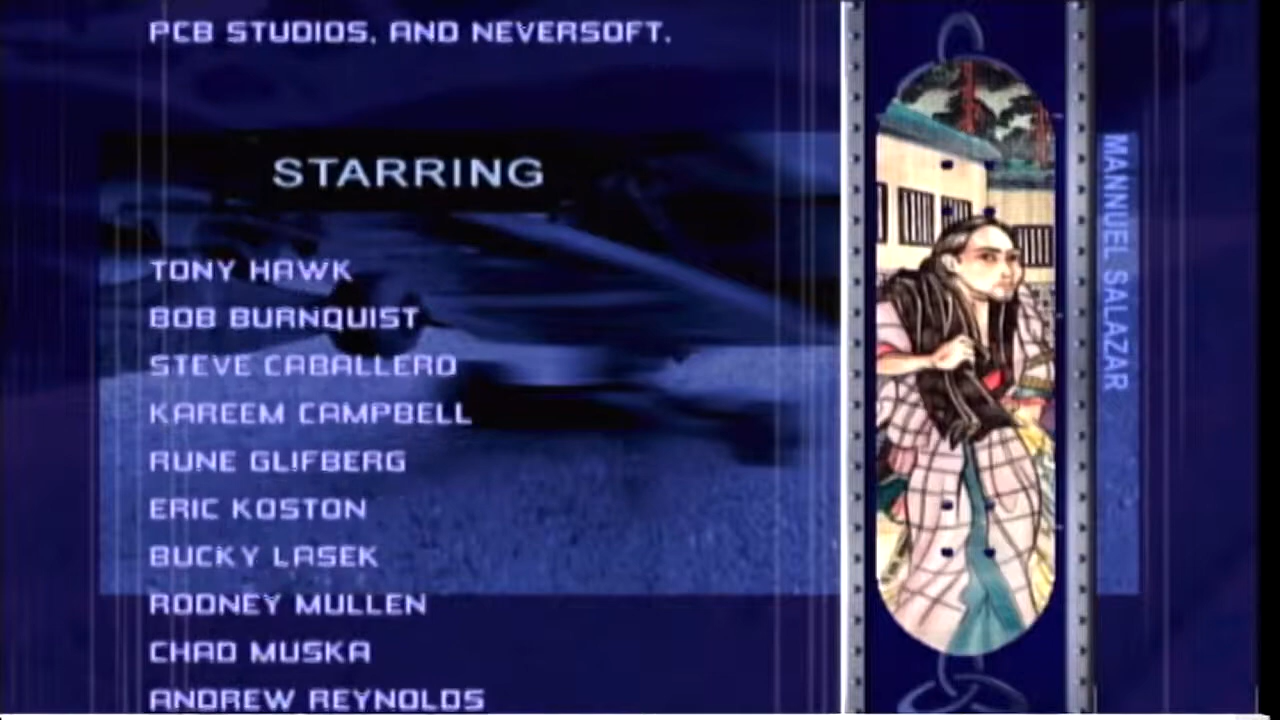 PCB STUDIOS, AND NEVERSOFT.
STARRING
TONY HAWK
BOB BURNQUIST
STEVE CABALLERO
KAREEM CAMPBELL
RUNE GLIFBERG
ERIC KOSTON
BUCKY LASEK
RODNEY MULLEN
CHAD MUSKA
ANDREW REYNOLDS
MANNUEL SALAZAR